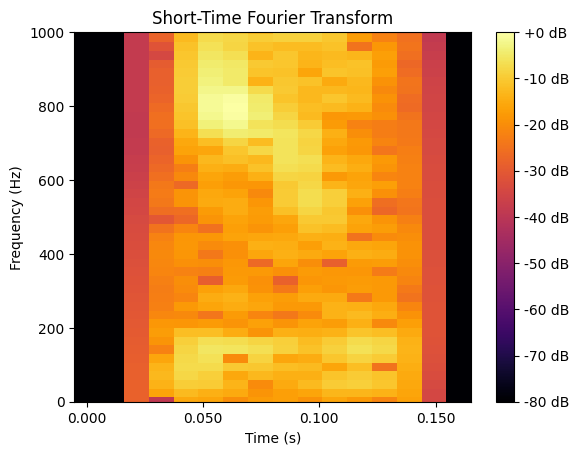 Short-Time Fourier Transform
1000
800
600
400
200
0
Frequency (Hz)
0.000
0.050
0.100
0.150
Time (s)
+0 dB
-10 dB
-20 dB
-30 dB
-40 dB
-50 dB
-60 dB
-70 dB
-80 dB